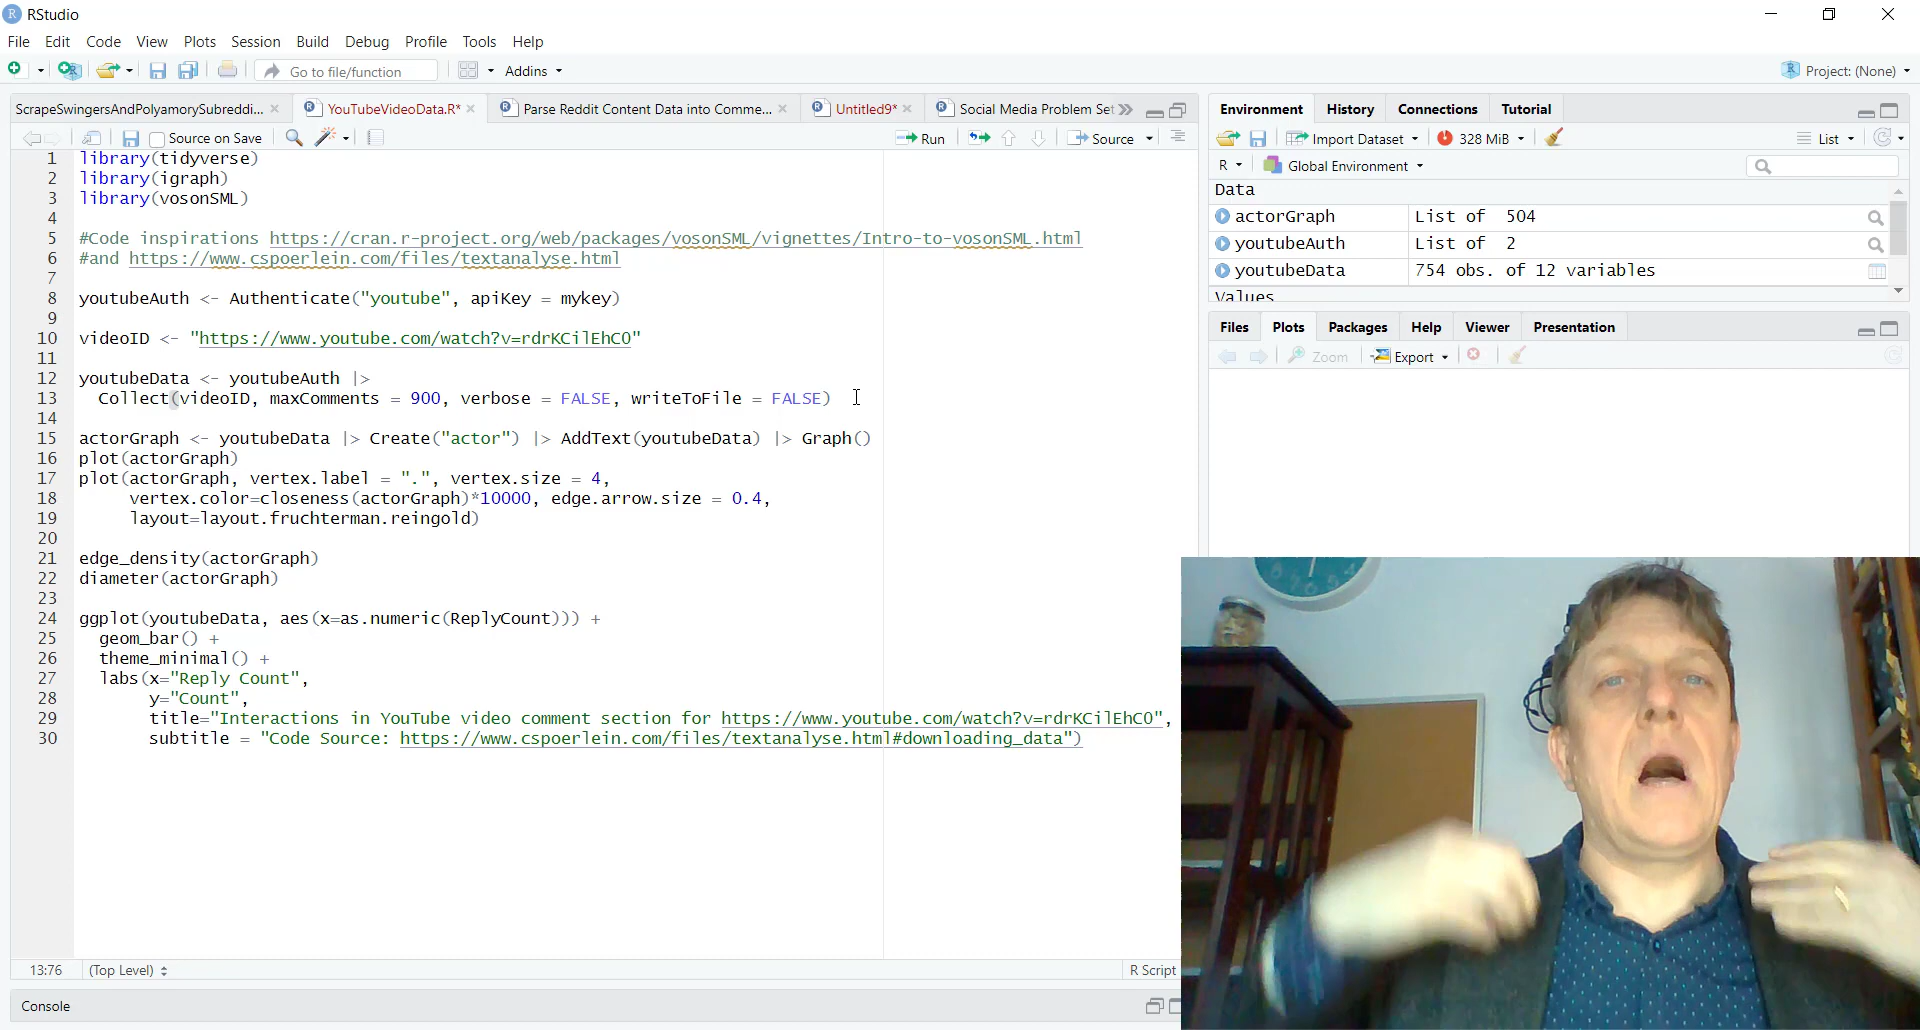 RStudio
File Edit Code View Plots Session Build Debug Profile Tools Help
Go to file/function Addins Project: (None)
ScrapeSwingersAndPolyamorySubreddi... YouTubeVideoData.R* Parse Reddit Content Data into Comme... Untitled9* Social Media Problem Set
Source on Save Run Source
1 library(tidyverse)
2 library(igraph)
3 library(vosonSML)
4
5 #Code inspirations https://cran.r-project.org/web/packages/vosonSML/vignettes/Intro-to-vosonSML.html
6 #and https://www.cspoerlein.com/files/textanalyse.html
7
8 youtubeAuth <- Authenticate("youtube", apiKey = mykey)
9
10 videoID <- "https://www.youtube.com/watch?v=rdrKCilEhC0"
11
12 youtubeData <- youtubeAuth |>
13 Collect(videoID, maxComments = 900, verbose = FALSE, writeToFile = FALSE)
14
15 actorGraph <- youtubeData |> Create("actor") |> AddText(youtubeData) |> Graph()
16 plot(actorGraph)
17 plot(actorGraph, vertex.label = ".", vertex.size = 4,
18 vertex.color=closeness(actorGraph)*10000, edge.arrow.size = 0.4,
19 layout=layout.fruchterman.reingold)
20
21 edge_density(actorGraph)
22 diameter(actorGraph)
23
24 ggplot(youtubeData, aes(x=as.numeric(ReplyCount))) +
25 geom_bar() +
26 theme_minimal() +
27 labs(x="Reply Count",
28 y="Count",
29 title="Interactions in YouTube video comment section for https://www.youtube.com/watch?v=rdrKCilEhC0",
30 subtitle = "Code Source: https://www.cspoerlein.com/files/textanalyse.html#downloading_data")
13:76 (Top Level) R Script
Console
Environment History Connections Tutorial
Import Dataset 328 MiB List
R Global Environment
Data
actorGraph List of 504
youtubeAuth List of 2
youtubeData 754 obs. of 12 variables
Values
Files Plots Packages Help Viewer Presentation
Zoom Export